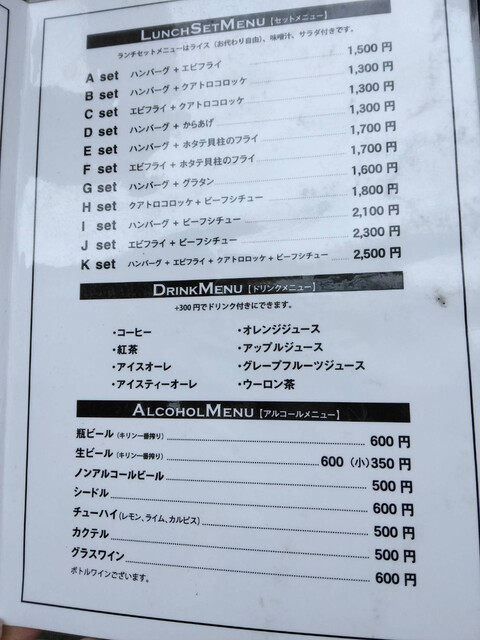 LUNCHSETMENU【セットメニュー】
ランチセットメニューはライス（お代わり自由）、味噌汁、サラダ付きです。
A set ハンバーグ + エビフライ 1,500 円
B set ハンバーグ + クアトロコロッケ 1,300 円
C set エビフライ + クアトロコロッケ 1,300 円
D set ハンバーグ + からあげ 1,300 円
E set ハンバーグ + ホタテ貝柱のフライ 1,700 円
F set エビフライ + ホタテ貝柱のフライ 1,700 円
G set ハンバーグ + グラタン 1,600 円
H set クアトロコロケ + ビーフシチュー 1,800 円
I set ハンバーグ + ビーフシチュー 2,100 円
J set エビフライ + ビーフシチュー 2,300 円
K set ハンバーグ + エビフライ + クアトロロッケ + ビーフシチュー 2,500 円
DRINKMENU【ドリンクメニュー】
+300 円でドリンク付きにできます。
・コーヒー ・オレンジジュース
・紅茶 ・アップルジュース
・アイスオーレ ・グレープフルーツジュース
・アイスティーオーレ ・ウーロン茶
ALCOHOLMENU【アルコールメニュー】
瓶ビール（キリン一番搾り） 600 円
生ビール（キリン一番搾り） 600（小）350 円
ノンアルコールビール 500 円
シードル 600 円
チューハイ（レモン、ライム、カルピス） 500 円
カクテル 500 円
グラスワイン 600 円
ボトルワインございます。